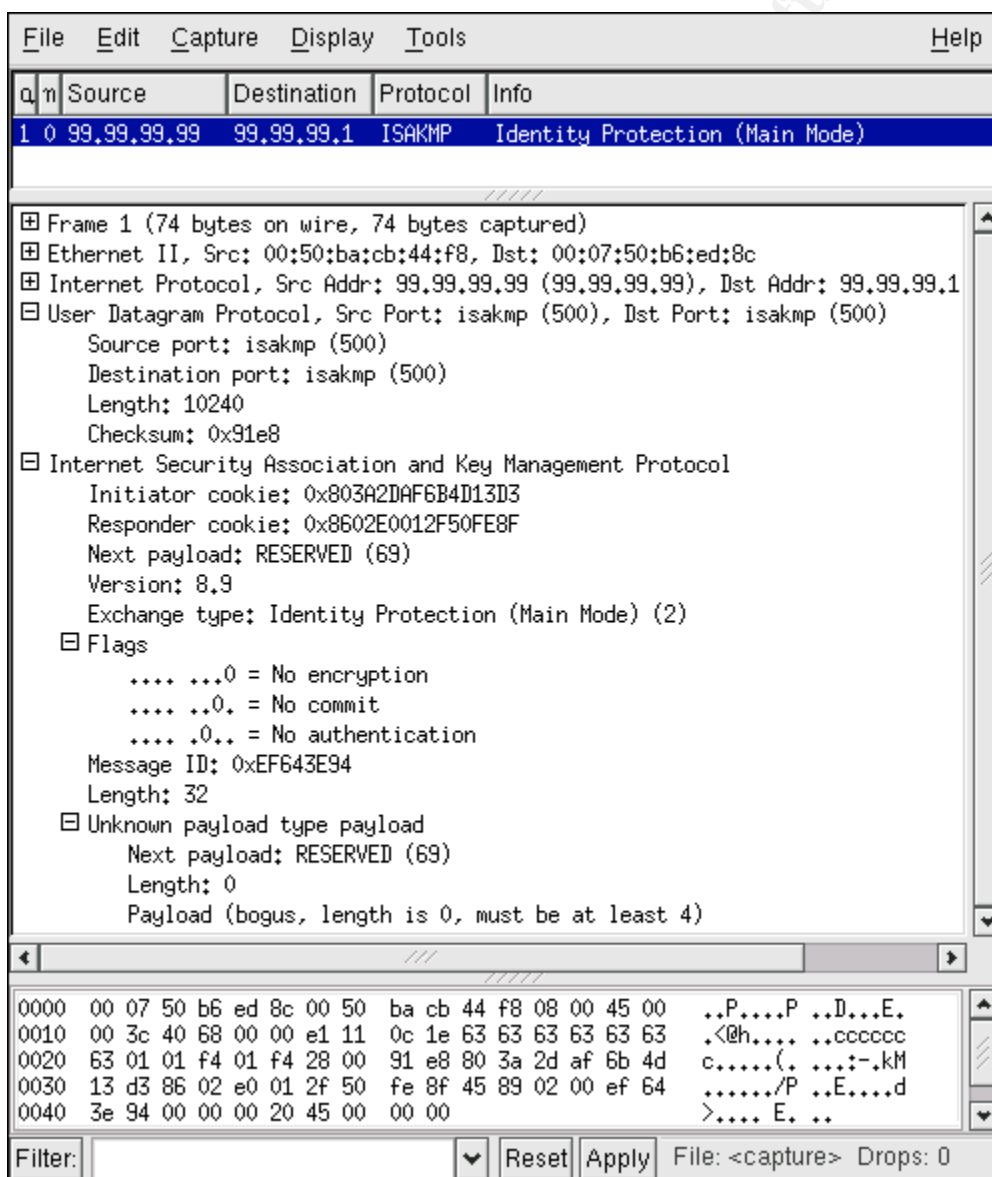 File Edit Capture Display Tools Help
Source Destination Protocol Info
1 0 99.99.99.99 99.99.99.1 ISAKMP Identity Protection (Main Mode)
Frame 1 (74 bytes on wire, 74 bytes captured)
Ethernet II, Src: 00:50:ba:cb:44:f8, Dst: 00:07:50:b6:ed:8c
Internet Protocol, Src Addr: 99.99.99.99 (99.99.99.99), Dst Addr: 99.99.99.1
User Datagram Protocol, Src Port: isakmp (500), Dst Port: isakmp (500)
Source port: isakmp (500)
Destination port: isakmp (500)
Length: 10240
Checksum: 0x91e8
Internet Security Association and Key Management Protocol
Initiator cookie: 0x803A2DAF6B4D13D3
Responder cookie: 0x8602E0012F50FE8F
Next payload: RESERVED (69)
Version: 8.9
Exchange type: Identity Protection (Main Mode) (2)
Flags
.... ...0 = No encryption
.... ..0. = No commit
.... .0.. = No authentication
Message ID: 0xEF643E94
Length: 32
Unknown payload type payload
Next payload: RESERVED (69)
Length: 0
Payload (bogus, length is 0, must be at least 4)
0000 00 07 50 b6 ed 8c 00 50 ba cb 44 f8 08 00 45 00 ..P....P ..D...E.
0010 00 3c 40 68 00 00 e1 11 0c 1e 63 63 63 63 63 63 .<@h.... ..cccccc
0020 63 01 01 f4 01 f4 28 00 91 e8 80 3a 2d af 6b 4d c.....(. ...:-.kM
0030 13 d3 86 02 e0 01 2f 50 fe 8f 45 89 02 00 ef 64 ....../P ..E....d
0040 3e 94 00 00 00 20 45 00 00 00 >.... E. ..
Filter: Reset Apply File: <capture> Drops: 0